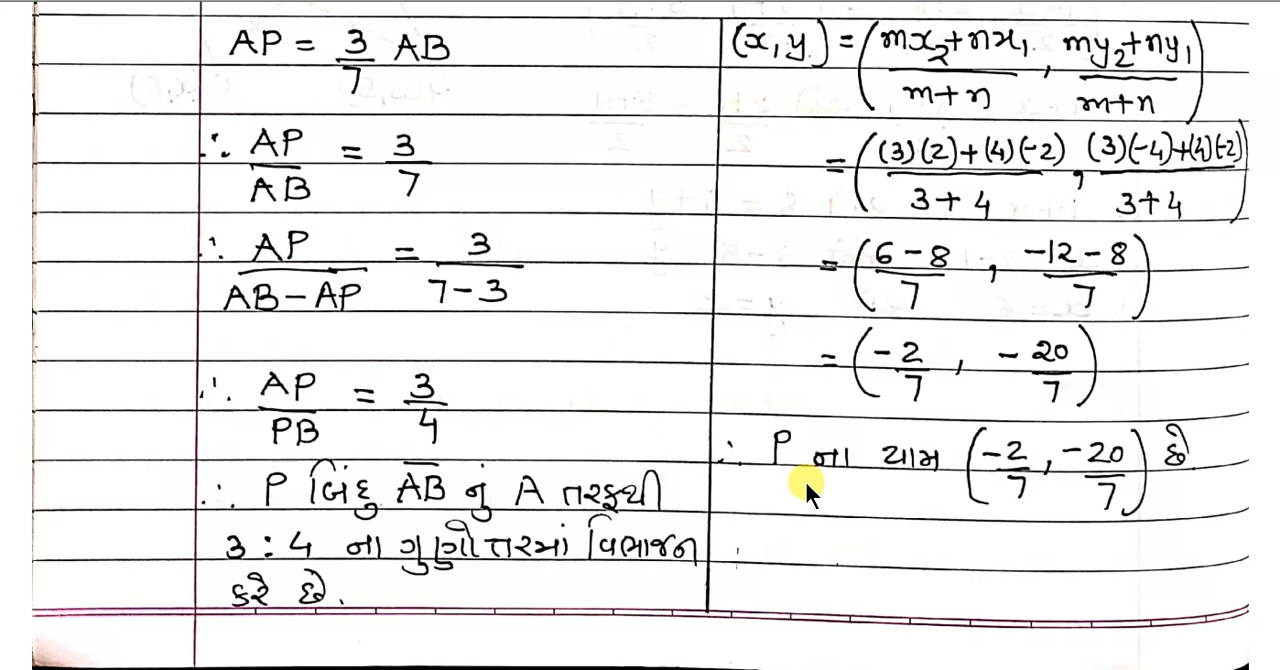 AP = 3/7 AB
∴ AP/AB = 3/7
∴ AP/(AB-AP) = 3/(7-3)
∴ AP/PB = 3/4
∴ P બિંદુ A̅B̅ નું A તરફથી
3 : 4 ના ગુણોત્તરમાં વિભાજન
કરે છે.
(x, y) = ((mx₂+nx₁)/(m+n), (my₂+ny₁)/(m+n))
= (((3)(2)+(4)(-2))/(3+4), ((3)(-4)+(4)(-2))/(3+4))
= ((6-8)/7, (-12-8)/7)
= (-2/7, -20/7)
∴ P ના યામ (-2/7, -20/7) છે